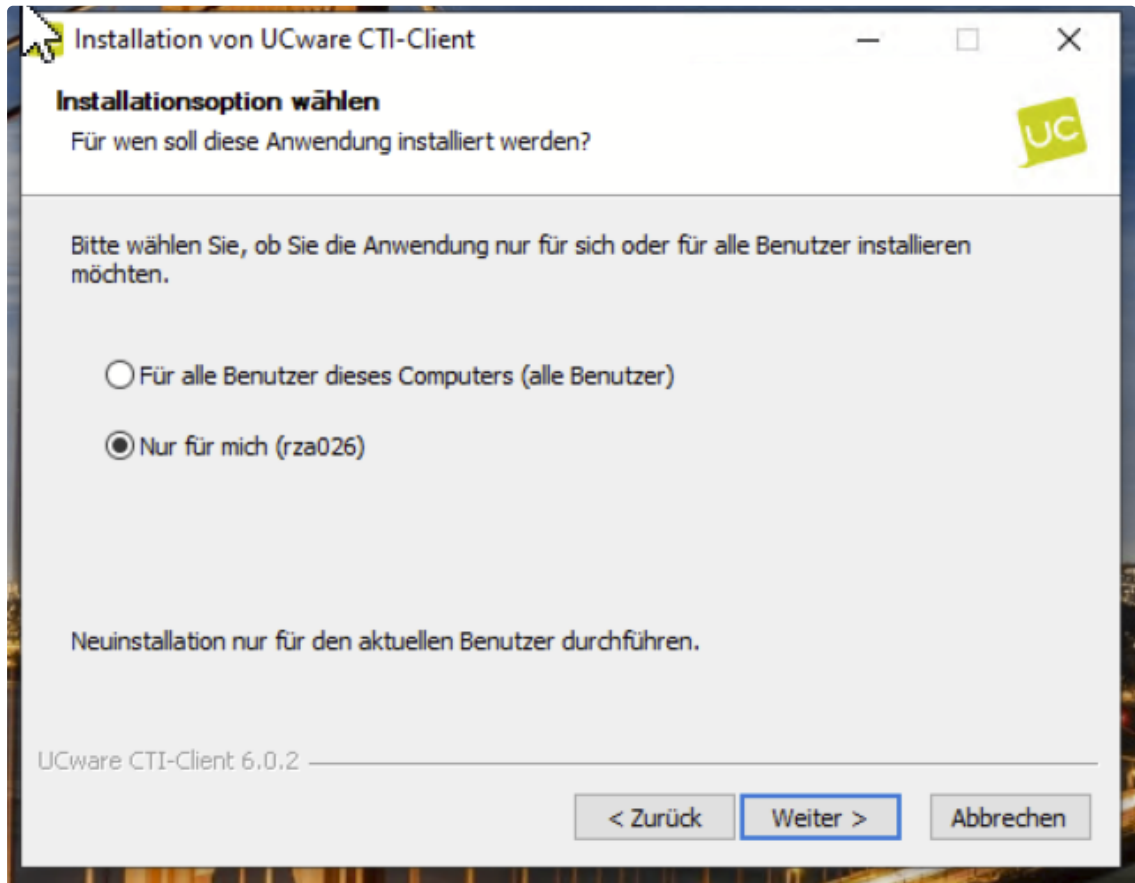 Installation von UCware CTI-Client
Installationsoption wählen
Für wen soll diese Anwendung installiert werden?
UC
Bitte wählen Sie, ob Sie die Anwendung nur für sich oder für alle Benutzer installieren
möchten.
Für alle Benutzer dieses Computers (alle Benutzer)
Nur für mich (rza026)
Neuinstallation nur für den aktuellen Benutzer durchführen.
UCware CTI-Client 6.0.2
< Zurück Weiter > Abbrechen